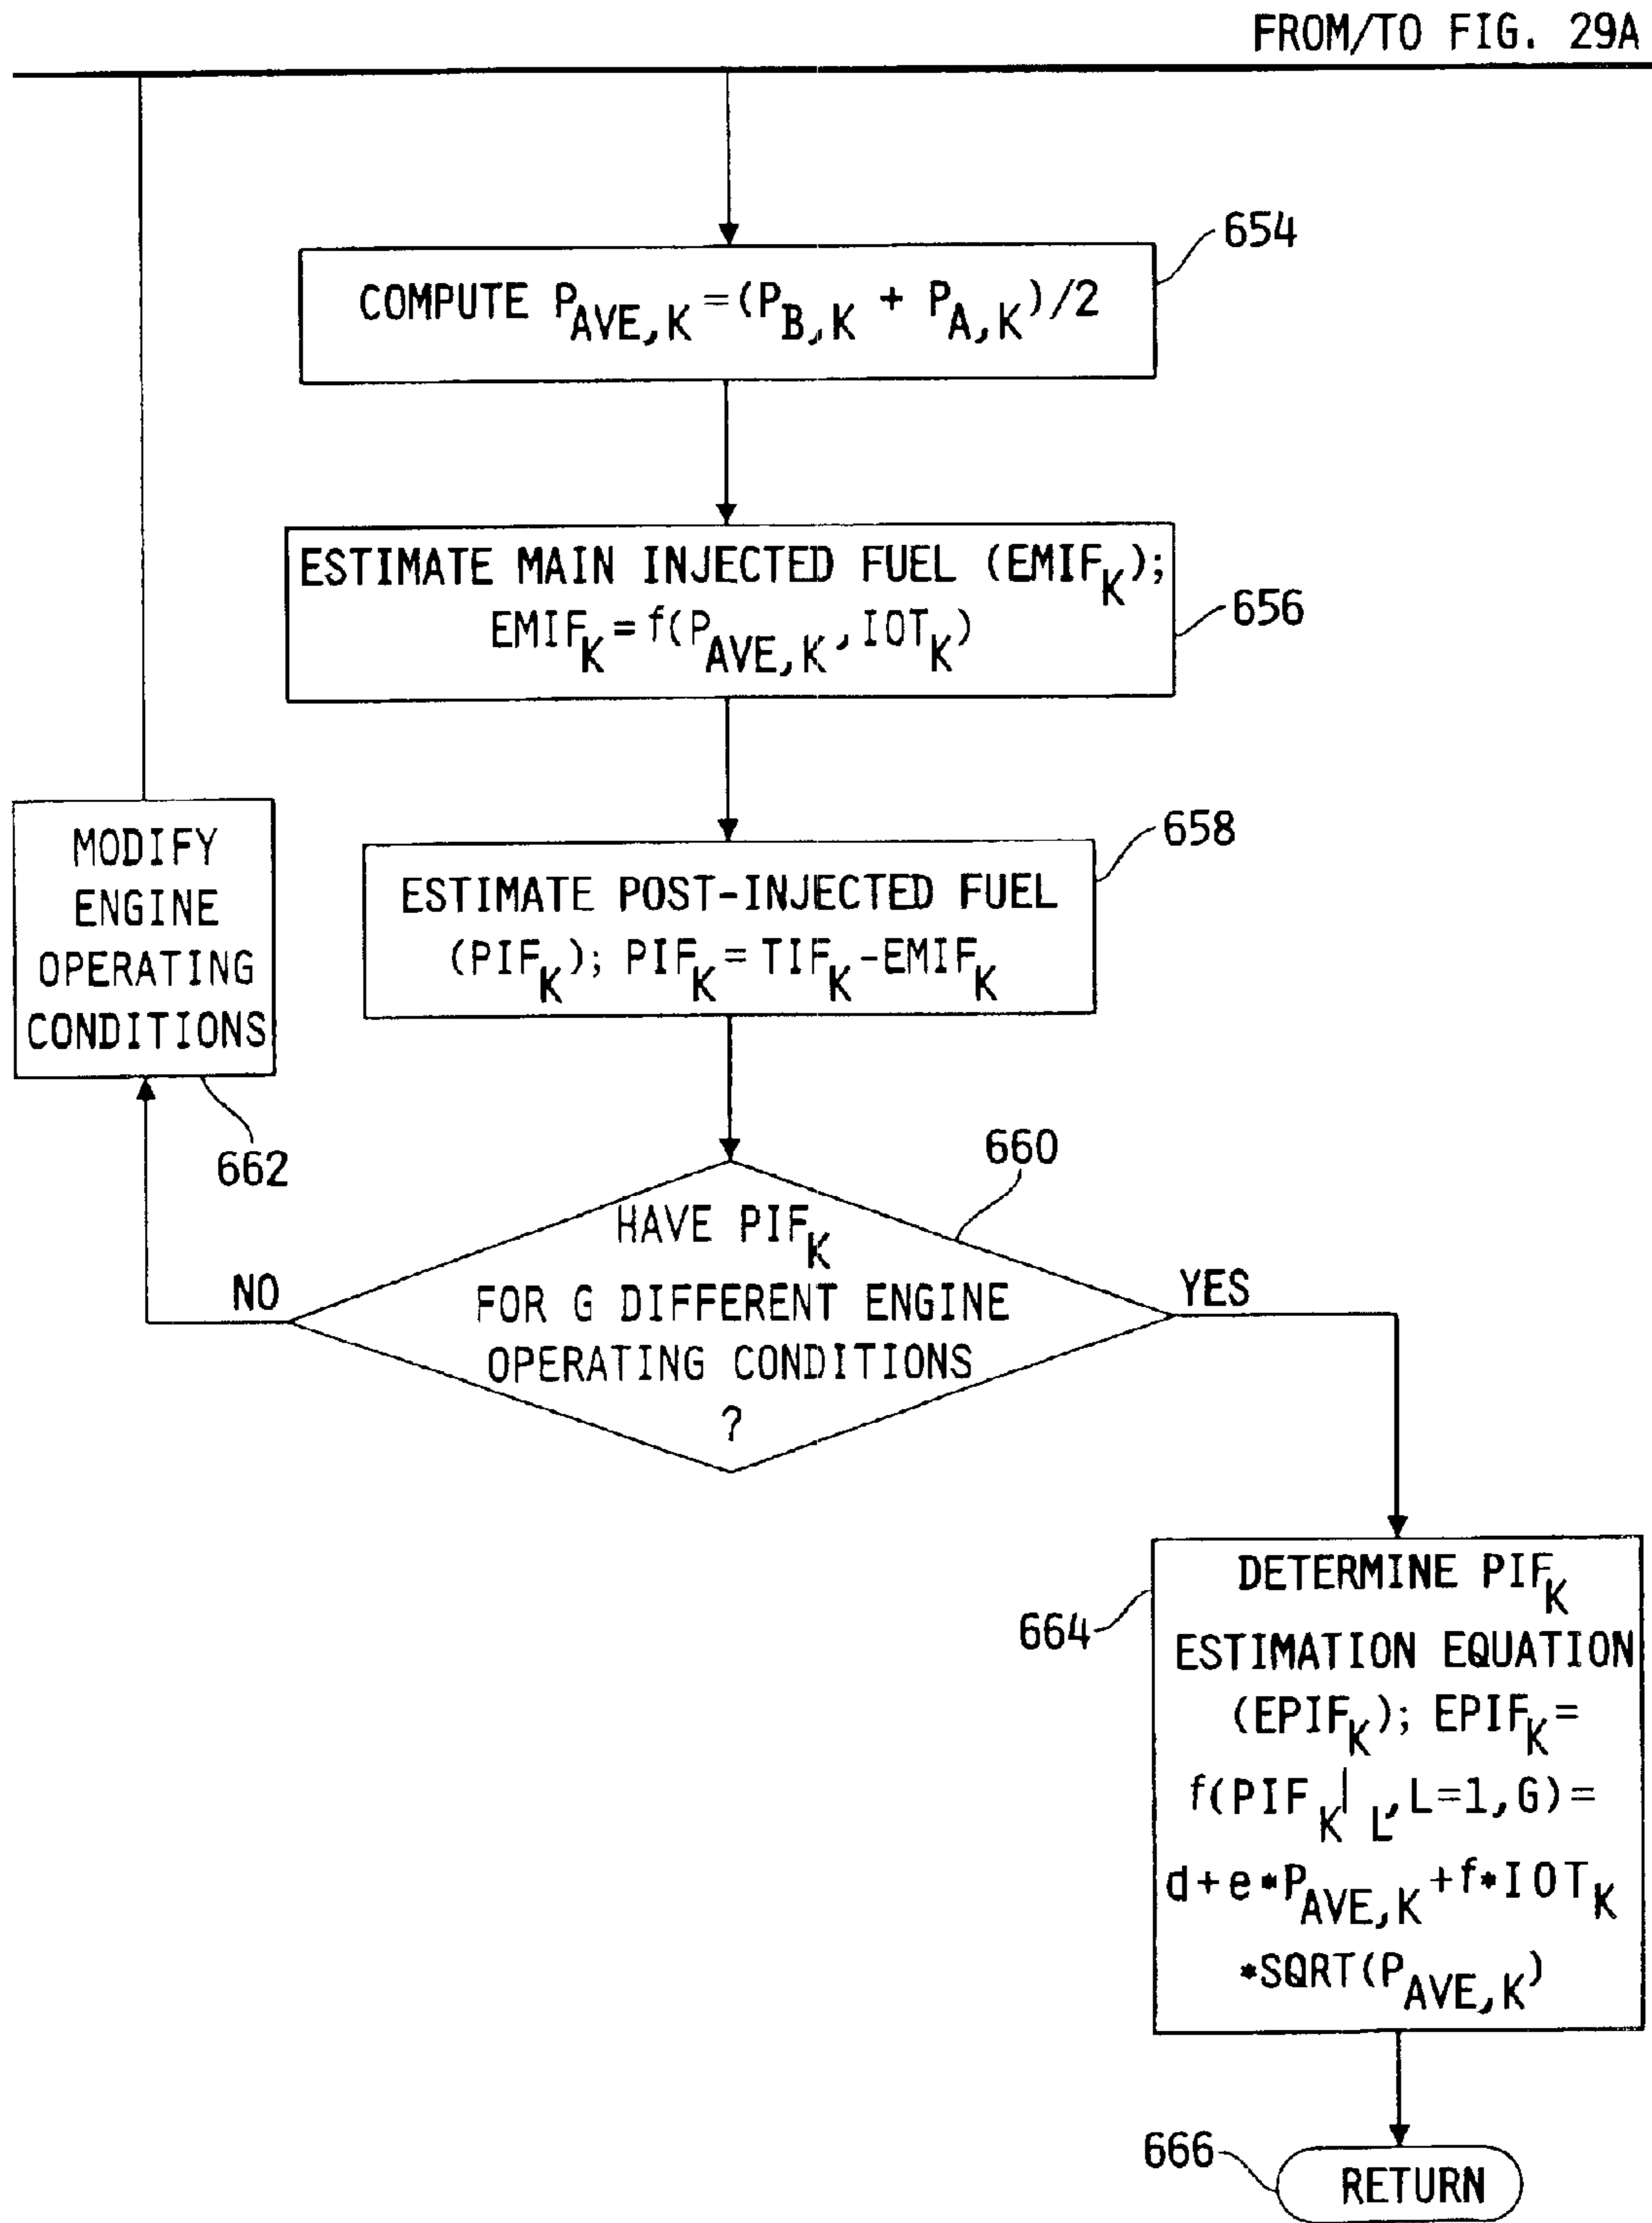 FROM/TO FIG. 29A
654
COMPUTE P_AVE,K = (P_B,K + P_A,K)/2
ESTIMATE MAIN INJECTED FUEL (EMIF_K);
EMIF_K = f(P_AVE,K, IOT_K)
656
658
ESTIMATE POST-INJECTED FUEL
(PIF_K); PIF_K = TIF_K - EMIF_K
MODIFY
ENGINE
OPERATING
CONDITIONS
662
660
HAVE PIF_K
FOR G DIFFERENT ENGINE
OPERATING CONDITIONS
?
NO
YES
664
DETERMINE PIF_K
ESTIMATION EQUATION
(EPIF_K); EPIF_K =
f(PIF_K|_L, L=1,G) =
d+e*P_AVE,K +f*IOT_K
*SQRT(P_AVE,K)
666
RETURN